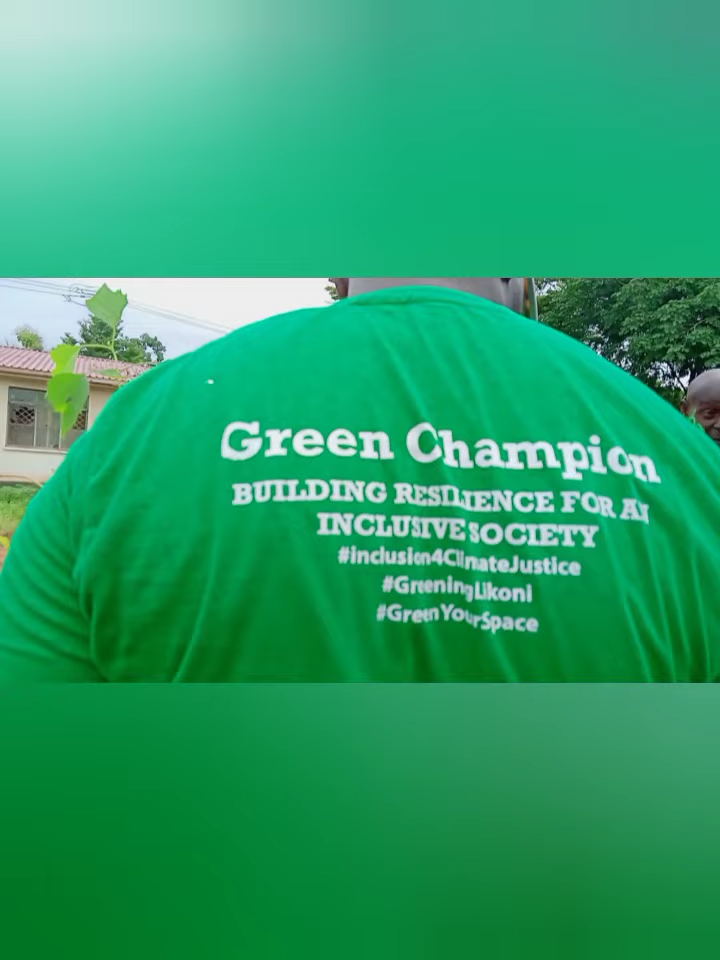 Green Champion
BUILDING RESILIENCE FOR AN
INCLUSIVE SOCIETY
#inclusion4ClimateJustice
#GreeningLikoni
#GreenYourSpace